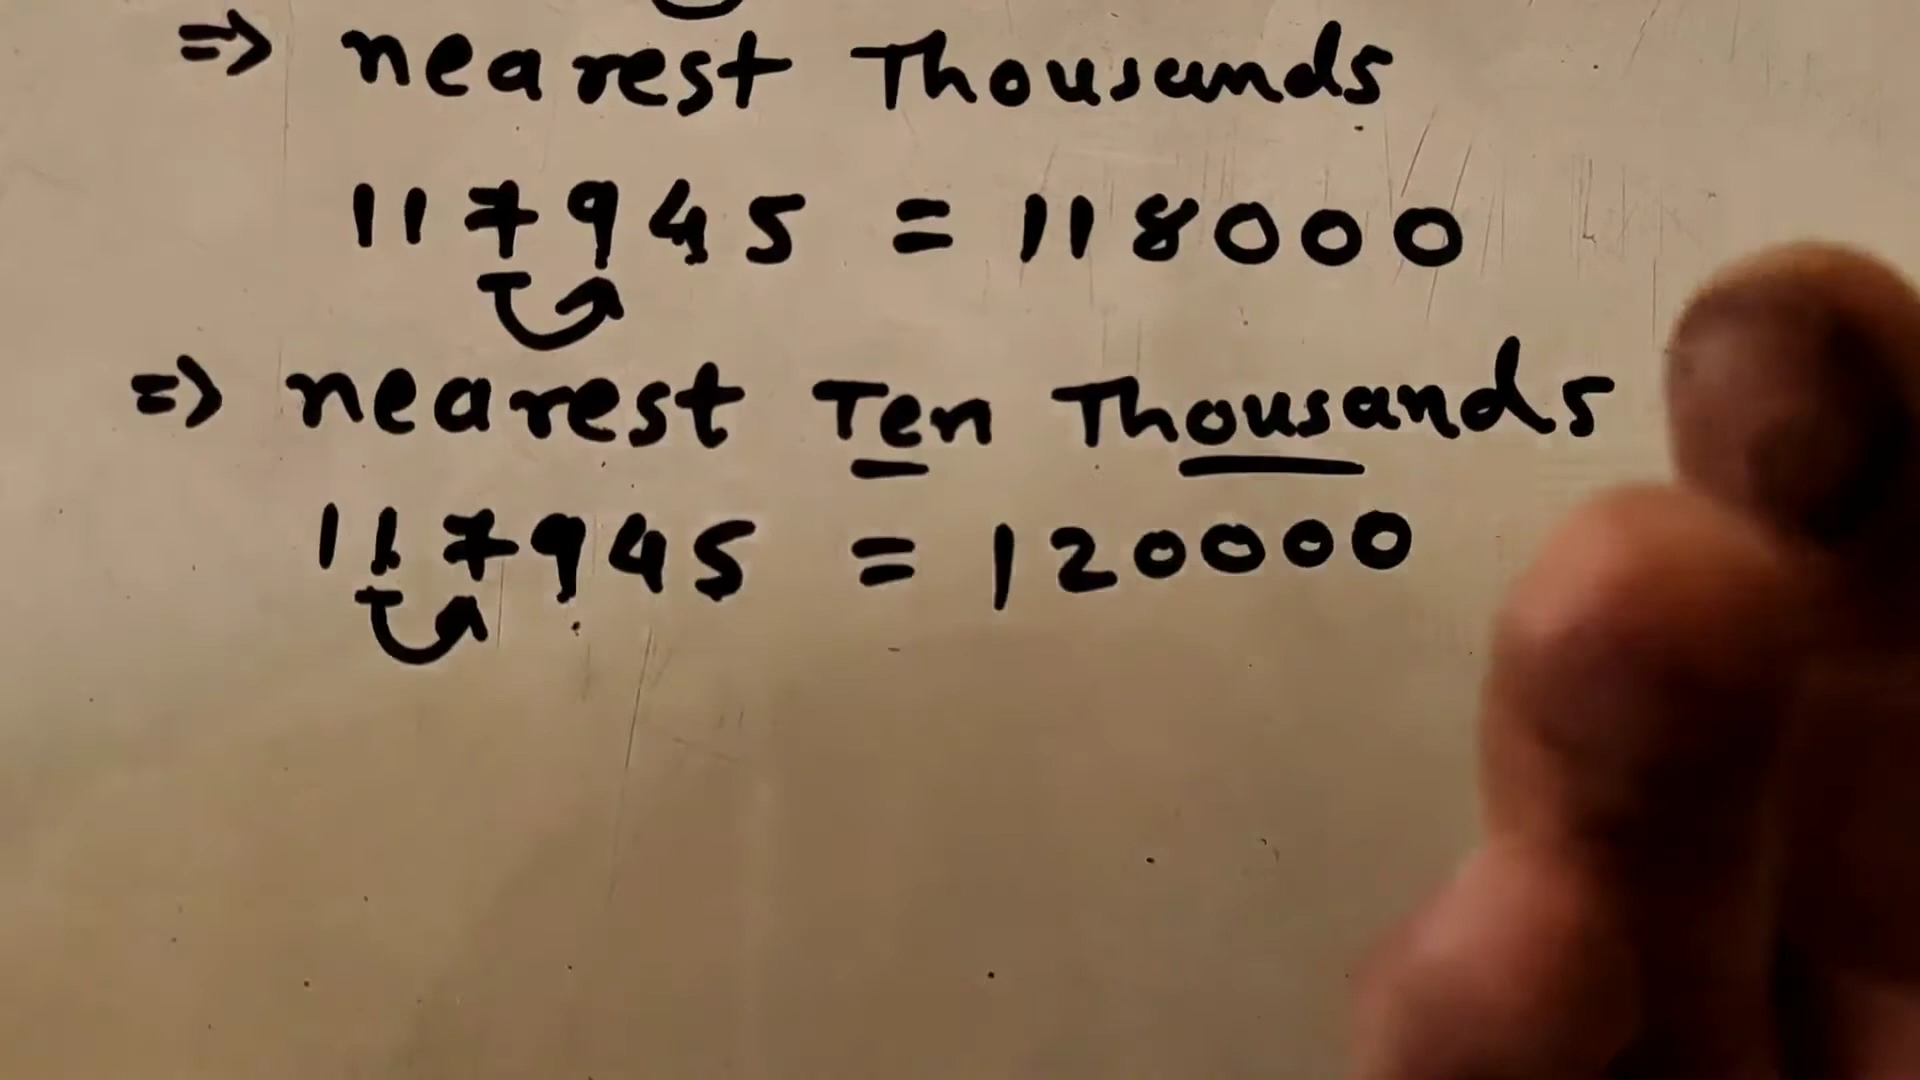 => nearest Thousands
117945 = 118000
=> nearest Ten Thousands
117945 = 120000